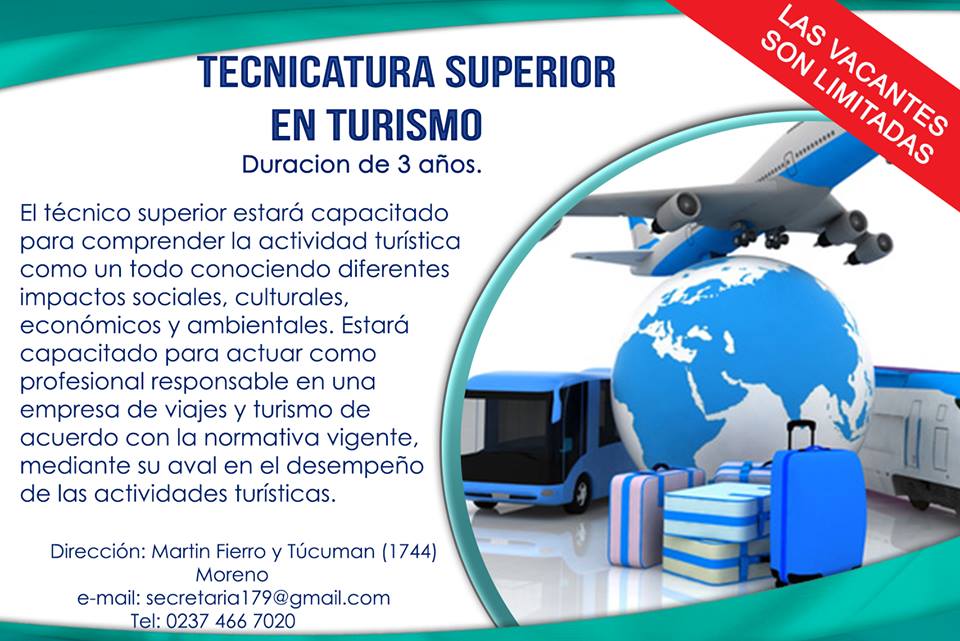 LAS VACANTES
SON LIMITADAS
TECNICATURA SUPERIOR
EN TURISMO
Duracion de 3 años.
El técnico superior estará capacitado
para comprender la actividad turística
como un todo conociendo diferentes
impactos sociales, culturales,
económicos y ambientales. Estará
capacitado para actuar como
profesional responsable en una
empresa de viajes y turismo de
acuerdo con la normativa vigente,
mediante su aval en el desempeño
de las actividades turísticas.
Dirección: Martin Fierro y Túcuman (1744)
Moreno
e-mail: secretaria179@gmail.com
Tel: 0237 466 7020